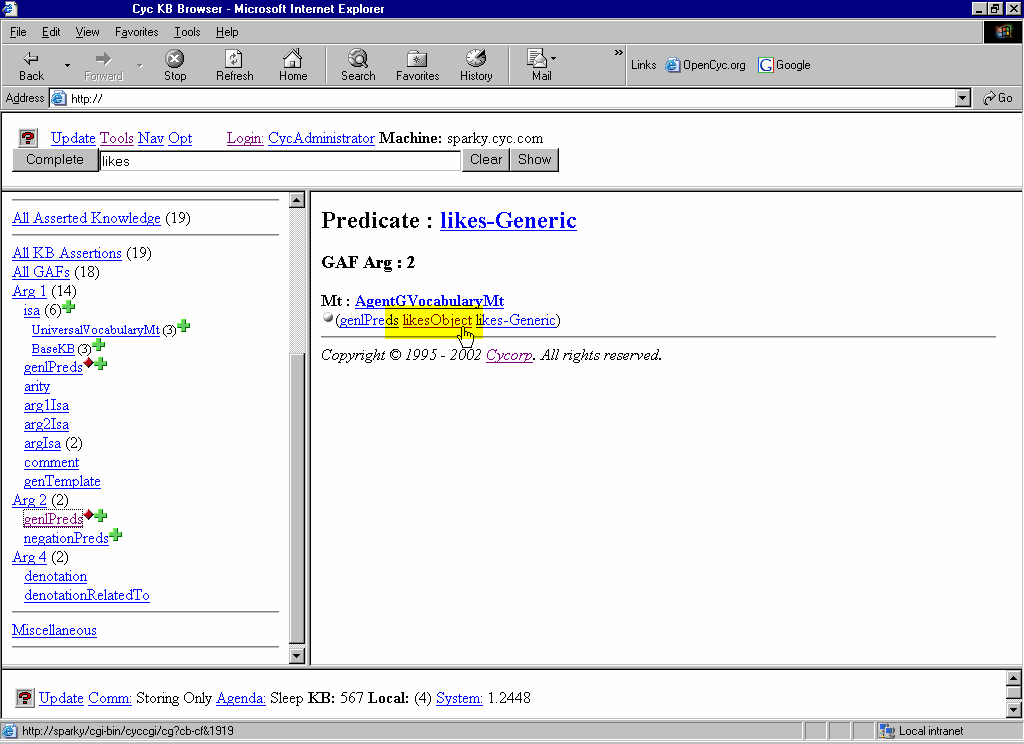 Cyc KB Browser - Microsoft Internet Explorer
File Edit View Favorites Tools Help
Back Forward Stop Refresh Home Search Favorites History Mail » Links OpenCyc.org Google
Address http:// Go
Update Tools Nav Opt Login: CycAdministrator Machine: sparky.cyc.com
Complete likes Clear Show
All Asserted Knowledge (19)
All KB Assertions (19)
All GAFs (18)
Arg 1 (14)
isa (6)
UniversalVocabularyMt (3)
BaseKB (3)
genlPreds
arity
arg1Isa
arg2Isa
argIsa (2)
comment
genTemplate
Arg 2 (2)
genlPreds
negationPreds
Arg 4 (2)
denotation
denotationRelatedTo
Miscellaneous
Predicate : likes-Generic
GAF Arg : 2
Mt : AgentGVocabularyMt
(genlPreds likesObject likes-Generic)
Copyright © 1995 - 2002 Cycorp. All rights reserved.
Update Comm: Storing Only Agenda: Sleep KB: 567 Local: (4) System: 1.2448
http://sparky/cgi-bin/cyccgi/cg?cb-cf&1919 Local intranet